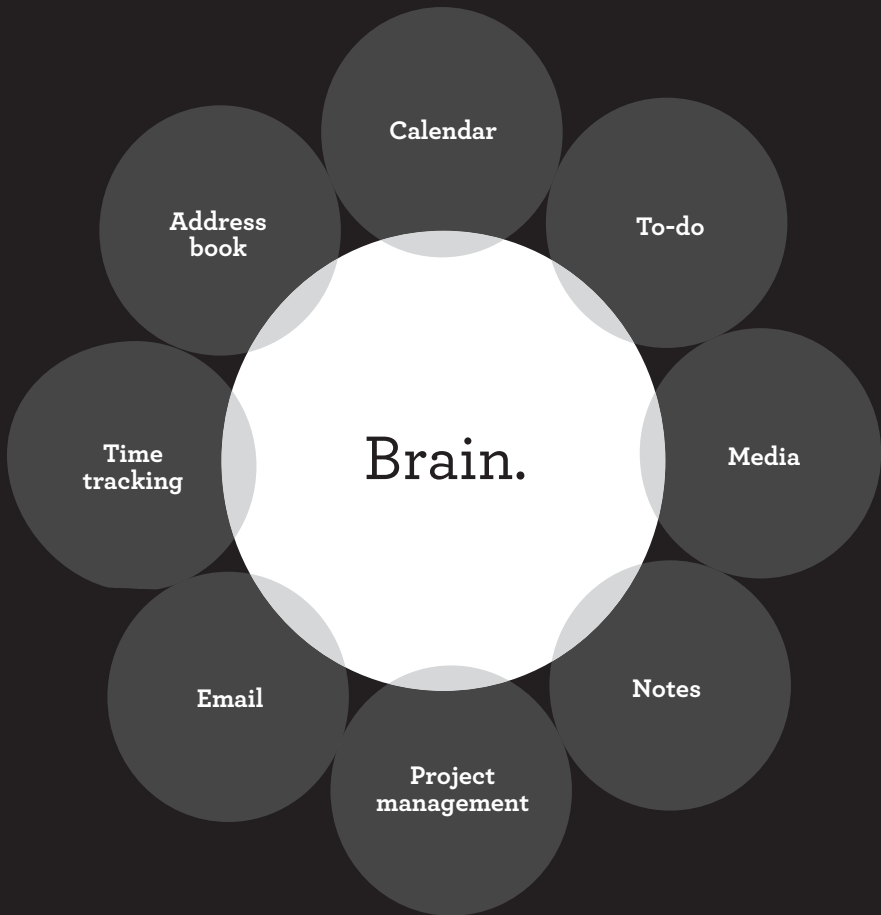 Calendar
Address
book
To-do
Time
tracking
Brain.
Media
Email
Notes
Project
management